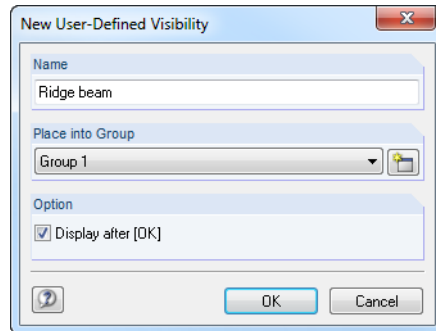 New User-Defined Visibility
Name
Ridge beam
Place into Group
Group 1
Option
Display after [OK]
OK
Cancel